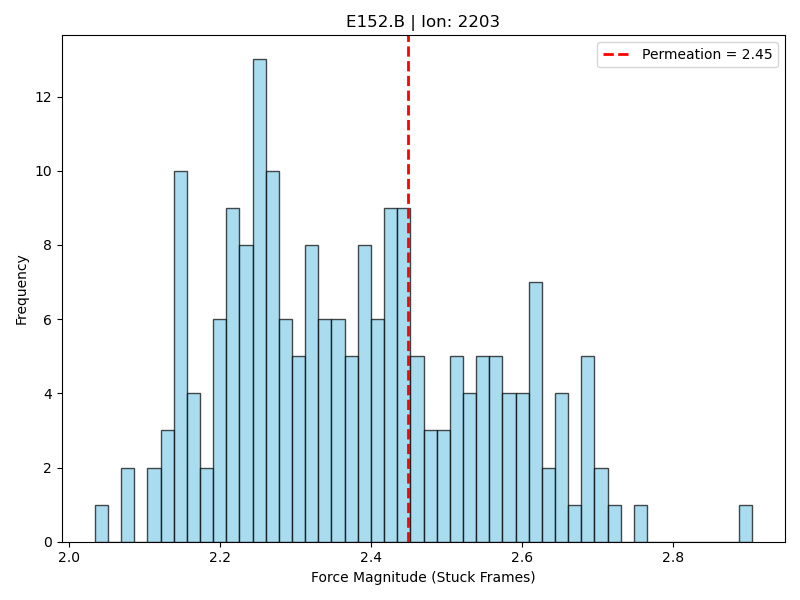 E152.B | Ion: 2203
Permeation = 2.45
Frequency
12
10
8
6
4
2
0
2.0 2.2 2.4 2.6 2.8
Force Magnitude (Stuck Frames)